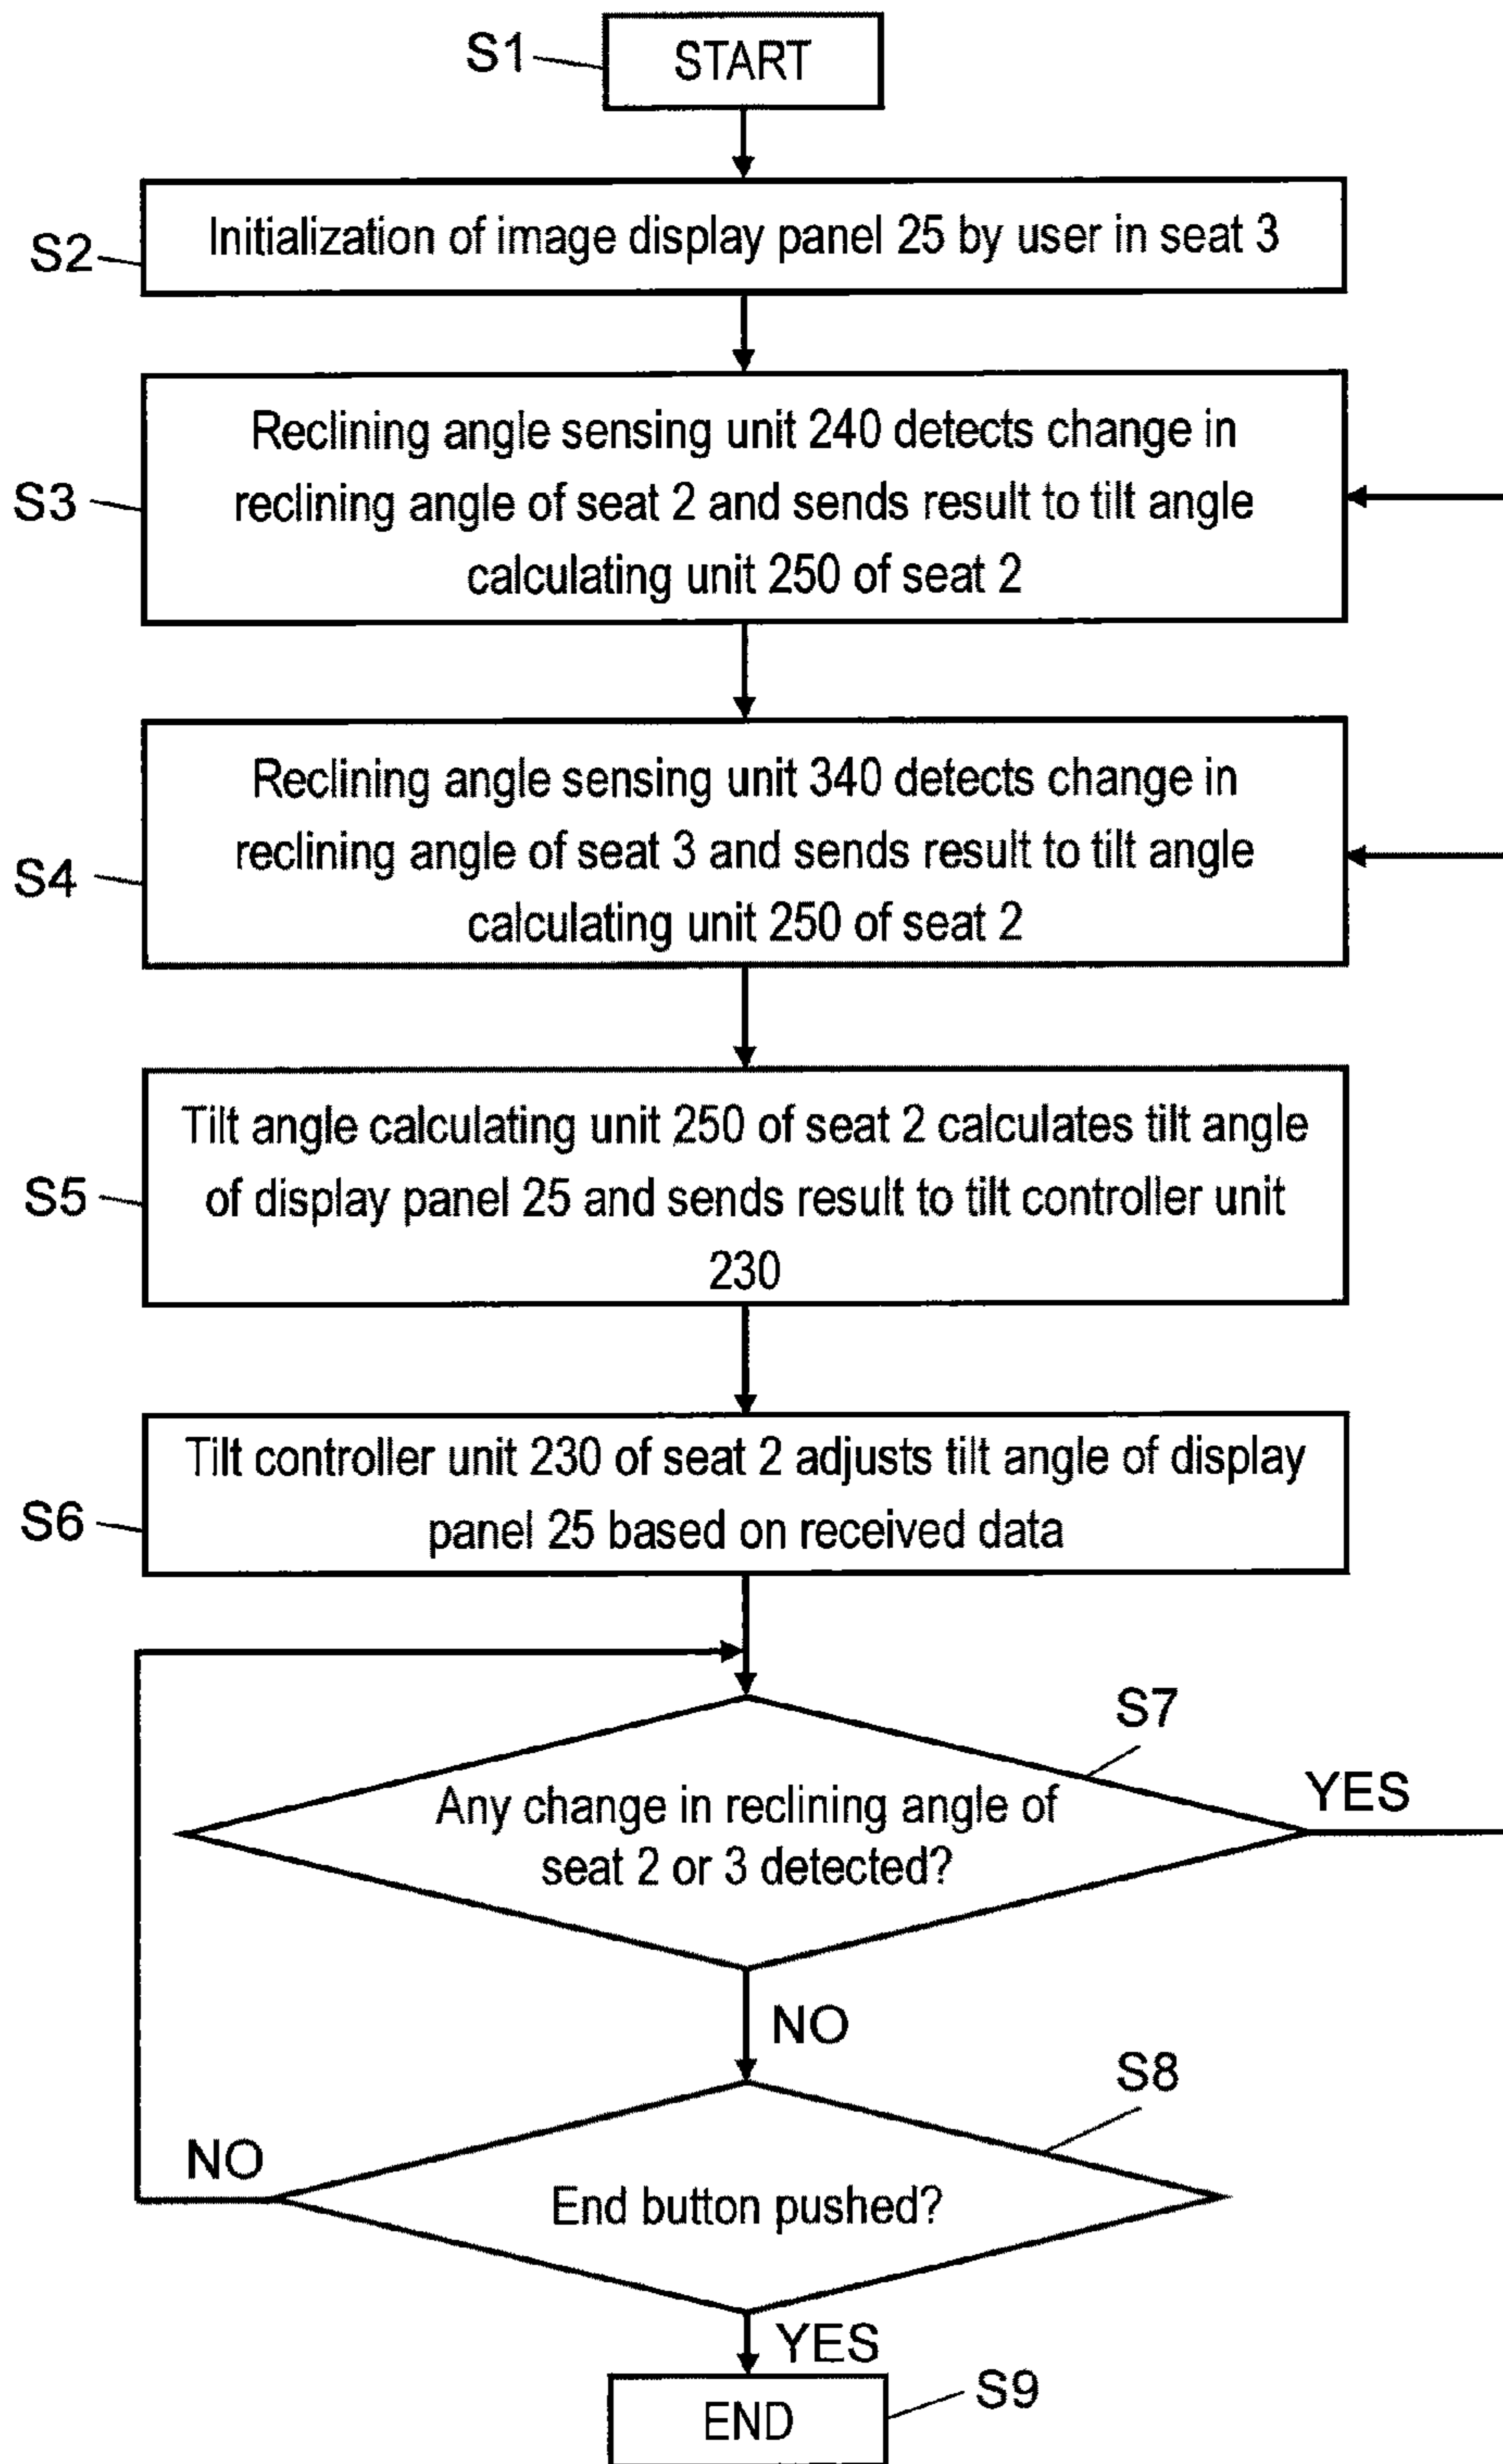 S1
START
S2
Initialization of image display panel 25 by user in seat 3
S3
Reclining angle sensing unit 240 detects change in
reclining angle of seat 2 and sends result to tilt angle
calculating unit 250 of seat 2
S4
Reclining angle sensing unit 340 detects change in
reclining angle of seat 3 and sends result to tilt angle
calculating unit 250 of seat 2
S5
Tilt angle calculating unit 250 of seat 2 calculates tilt angle
of display panel 25 and sends result to tilt controller unit
230
S6
Tilt controller unit 230 of seat 2 adjusts tilt angle of display
panel 25 based on received data
S7
Any change in reclining angle of
seat 2 or 3 detected?
YES
NO
S8
End button pushed?
NO
YES
END
S9